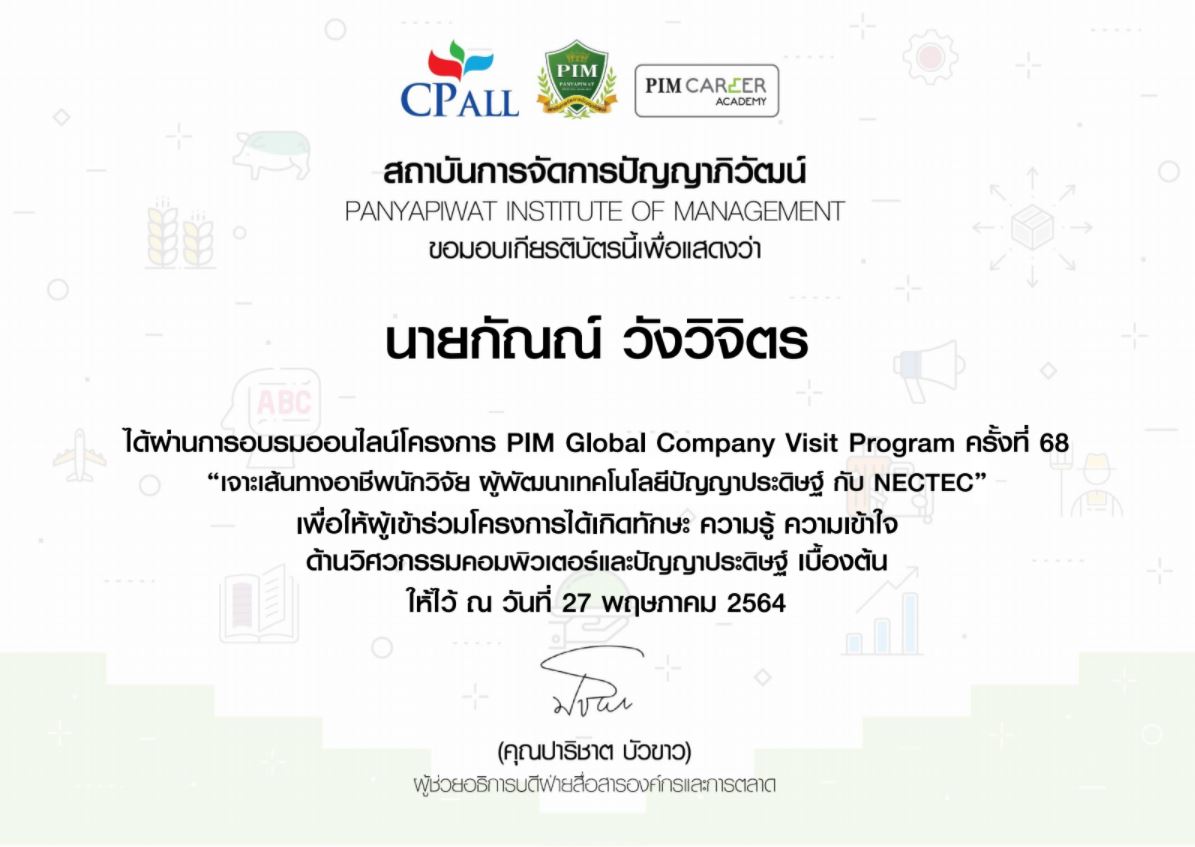 CPALL
PIM
PANYAPIWAT
PIM CAREER
ACADEMY
สถาบันการจัดการปัญญาภิวัฒน์
PANYAPIWAT INSTITUTE OF MANAGEMENT
ขอมอบเกียรติบัตรนี้เพื่อแสดงว่า
นายกัณณ์ วังวิจิตร
ABC
ได้ผ่านการอบรมออนไลน์โครงการ PIM Global Company Visit Program ครั้งที่ 68
“เจาะเส้นทางอาชีพนักวิจัย ผู้พัฒนาเทคโนโลยีปัญญาประดิษฐ์ กับ NECTEC”
เพื่อให้ผู้เข้าร่วมโครงการได้เกิดทักษะ ความรู้ ความเข้าใจ
ด้านวิศวกรรมคอมพิวเตอร์และปัญญาประดิษฐ์ เบื้องต้น
ให้ไว้ ณ วันที่ 27 พฤษภาคม 2564
(คุณปาริชาต บัวขาว)
ผู้ช่วยอธิการบดีฝ่ายสื่อสารองค์กรและการตลาด